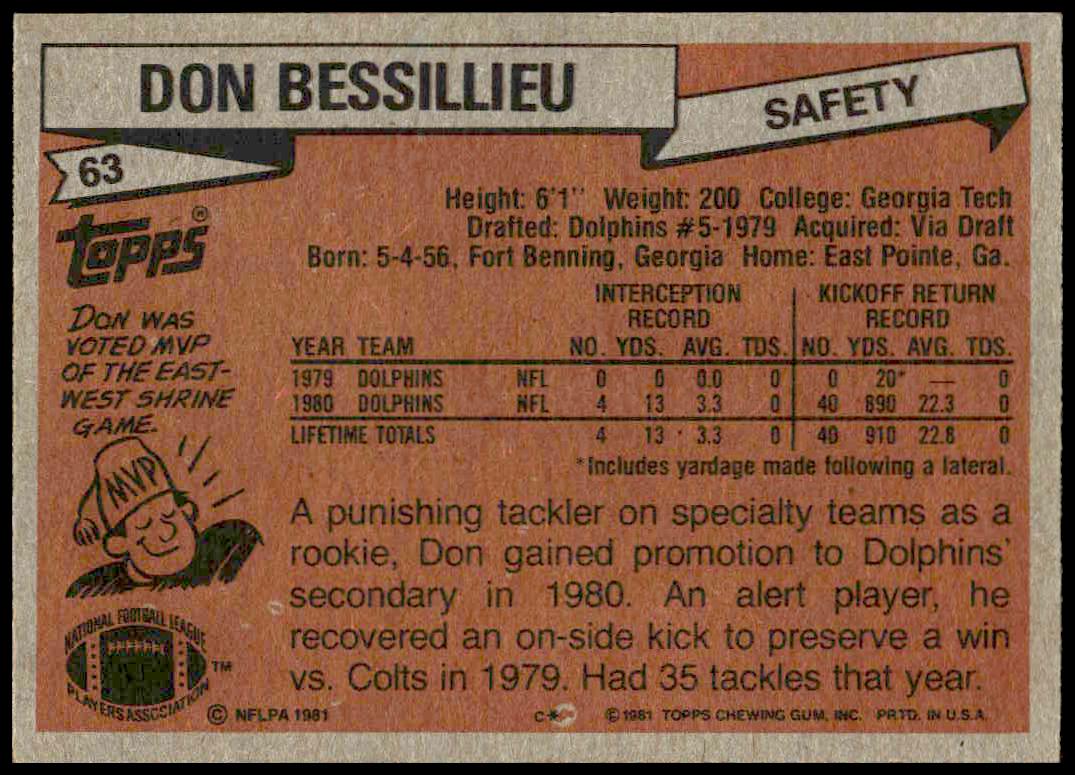 DON BESSILLIEU
SAFETY
63
topps®
Height: 6'1" Weight: 200 College: Georgia Tech
Drafted: Dolphins #5-1979 Acquired: Via Draft
Born: 5-4-56, Fort Benning, Georgia Home: East Pointe, Ga.
DON WAS
VOTED MVP
OF THE EAST-
WEST SHRINE
GAME.
MVP
INTERCEPTION KICKOFF RETURN
RECORD RECORD
YEAR TEAM NO. YDS. AVG. TDS. NO. YDS. AVG. TDS.
1979 DOLPHINS NFL 0 0 0.0 0 0 20* — 0
1980 DOLPHINS NFL 4 13 3.3 0 40 890 22.3 0
LIFETIME TOTALS 4 13 3.3 0 40 910 22.8 0
*Includes yardage made following a lateral.
A punishing tackler on specialty teams as a
rookie, Don gained promotion to Dolphins'
secondary in 1980. An alert player, he
recovered an on-side kick to preserve a win
vs. Colts in 1979. Had 35 tackles that year.
NATIONAL FOOTBALL LEAGUE
PLAYERS ASSOCIATION
TM
© NFLPA 1981 C* © 1981 TOPPS CHEWING GUM, INC. PRTD. IN U.S.A.